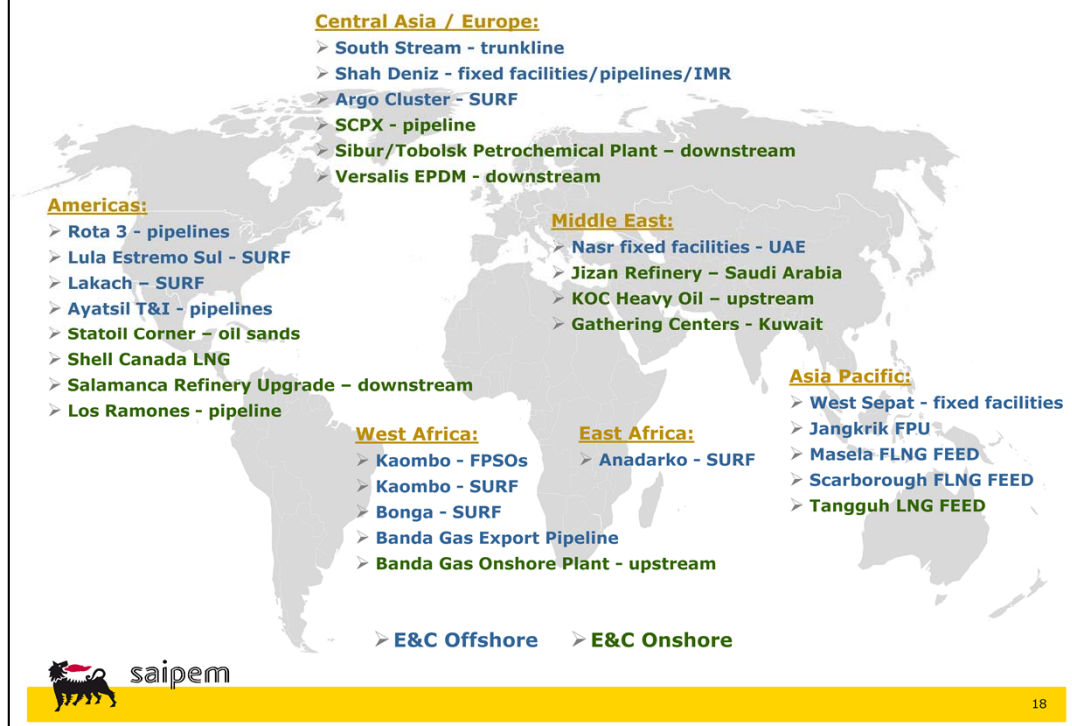 Central Asia / Europe:
➢ South Stream - trunkline
➢ Shah Deniz - fixed facilities/pipelines/IMR
➢ Argo Cluster - SURF
➢ SCPX - pipeline
➢ Sibur/Tobolsk Petrochemical Plant – downstream
➢ Versalis EPDM - downstream
Americas:
➢ Rota 3 - pipelines
➢ Lula Estremo Sul - SURF
➢ Lakach – SURF
➢ Ayatsil T&I - pipelines
➢ Statoil Corner – oil sands
➢ Shell Canada LNG
➢ Salamanca Refinery Upgrade – downstream
➢ Los Ramones - pipeline
Middle East:
➢ Nasr fixed facilities - UAE
➢ Jizan Refinery – Saudi Arabia
➢ KOC Heavy Oil – upstream
➢ Gathering Centers - Kuwait
West Africa:
➢ Kaombo - FPSOs
➢ Kaombo - SURF
➢ Bonga - SURF
➢ Banda Gas Export Pipeline
➢ Banda Gas Onshore Plant - upstream
East Africa:
➢ Anadarko - SURF
Asia Pacific:
➢ West Sepat - fixed facilities
➢ Jangkrik FPU
➢ Masela FLNG FEED
➢ Scarborough FLNG FEED
➢ Tangguh LNG FEED
➢ E&C Offshore ➢ E&C Onshore
saipem
18